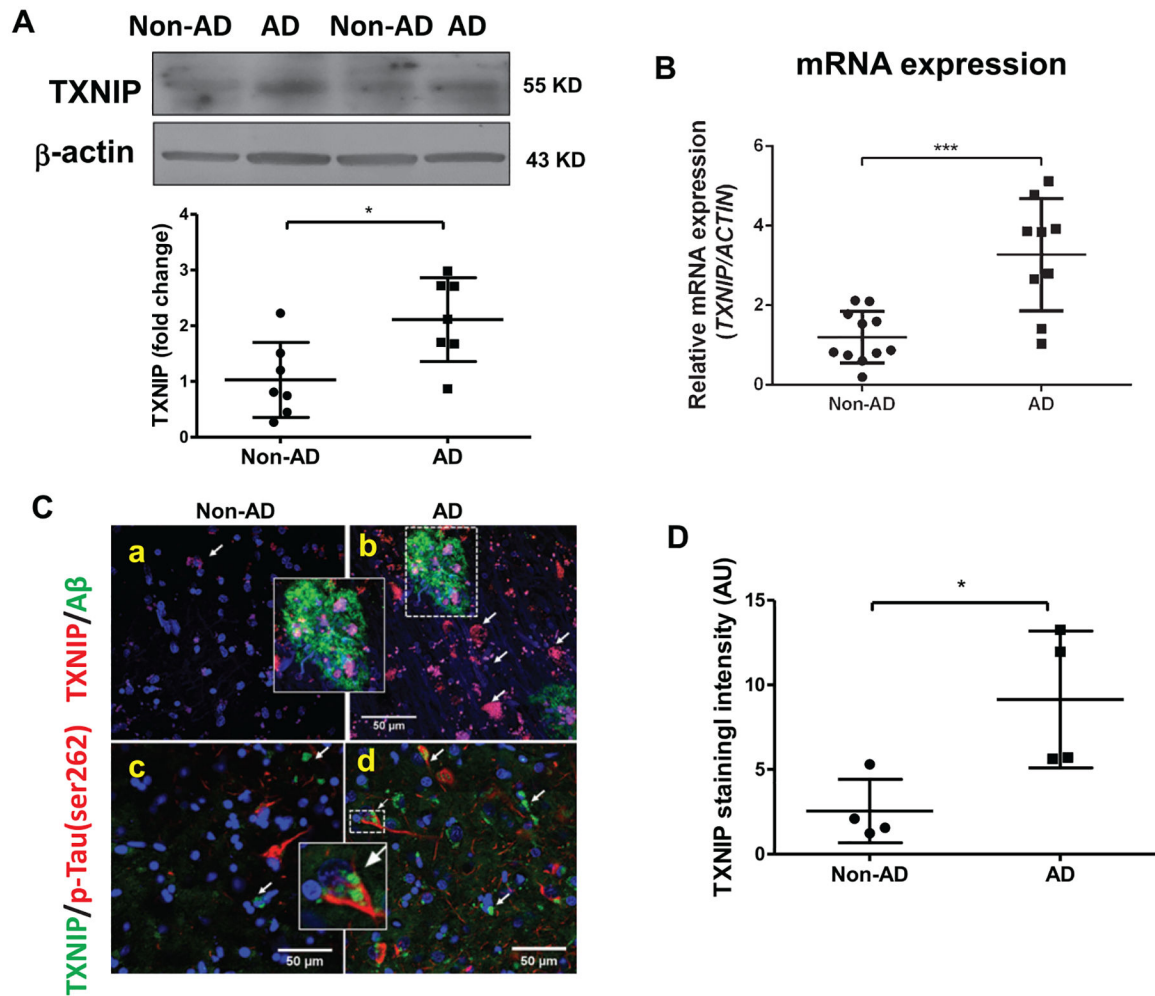 A
Non-AD AD Non-AD AD
TXNIP
55 KD
β-actin
43 KD
*
TXNIP (fold change)
4
3
2
1
0
Non-AD
AD
B
mRNA expression
***
Relative mRNA expression
(TXNIP/ACTIN)
6
4
2
0
Non-AD
AD
C
Non-AD
AD
TXNIP/Aβ
a
b
50 µm
TXNIP/p-Tau(ser262)
c
d
50 µm
50 µm
D
*
TXNIP stainingl intensity (AU)
15
10
5
0
Non-AD
AD